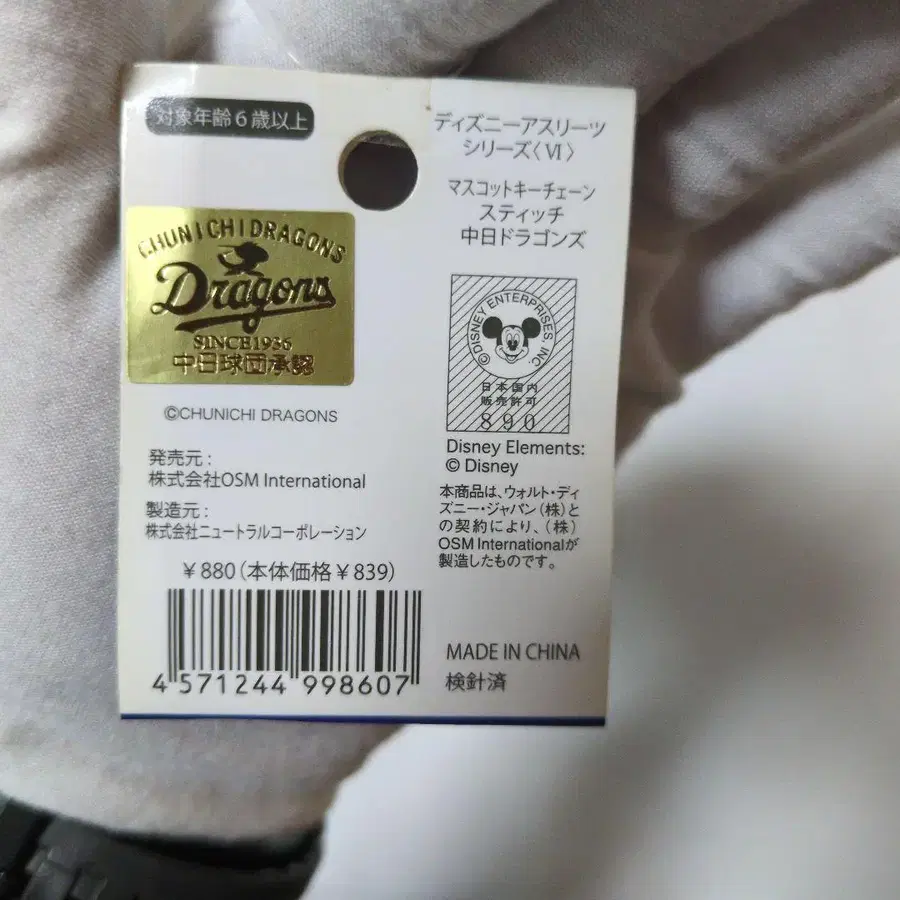 対象年齢6歳以上
ディズニーアスリーツ
シリーズ〈Ⅵ〉
マスコットキーチェーン
スティッチ
中日ドラゴンズ
CHUNICHI DRAGONS
Dragons
SINCE 1936
中日球団承認
©CHUNICHI DRAGONS
発売元：
株式会社OSM International
製造元：
株式会社ニュートラルコーポレーション
￥880(本体価格￥839)
4 571244 998607
©DISNEY ENTERPRISES, INC.
日本国内
販売許可
890
Disney Elements:
© Disney
本商品は、ウォルト・ディ
ズニー・ジャパン(株)と
の契約により、(株)
OSM Internationalが
製造したものです。
MADE IN CHINA
検針済